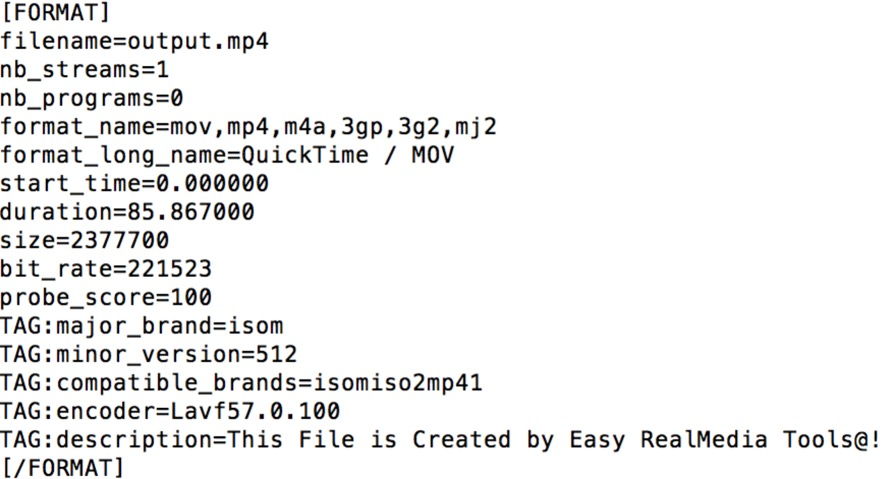 [FORMAT]
filename=output.mp4
nb_streams=1
nb_programs=0
format_name=mov,mp4,m4a,3gp,3g2,mj2
format_long_name=QuickTime / MOV
start_time=0.000000
duration=85.867000
size=2377700
bit_rate=221523
probe_score=100
TAG:major_brand=isom
TAG:minor_version=512
TAG:compatible_brands=isomiso2mp41
TAG:encoder=Lavf57.0.100
TAG:description=This File is Created by Easy RealMedia Tools@!
[/FORMAT]